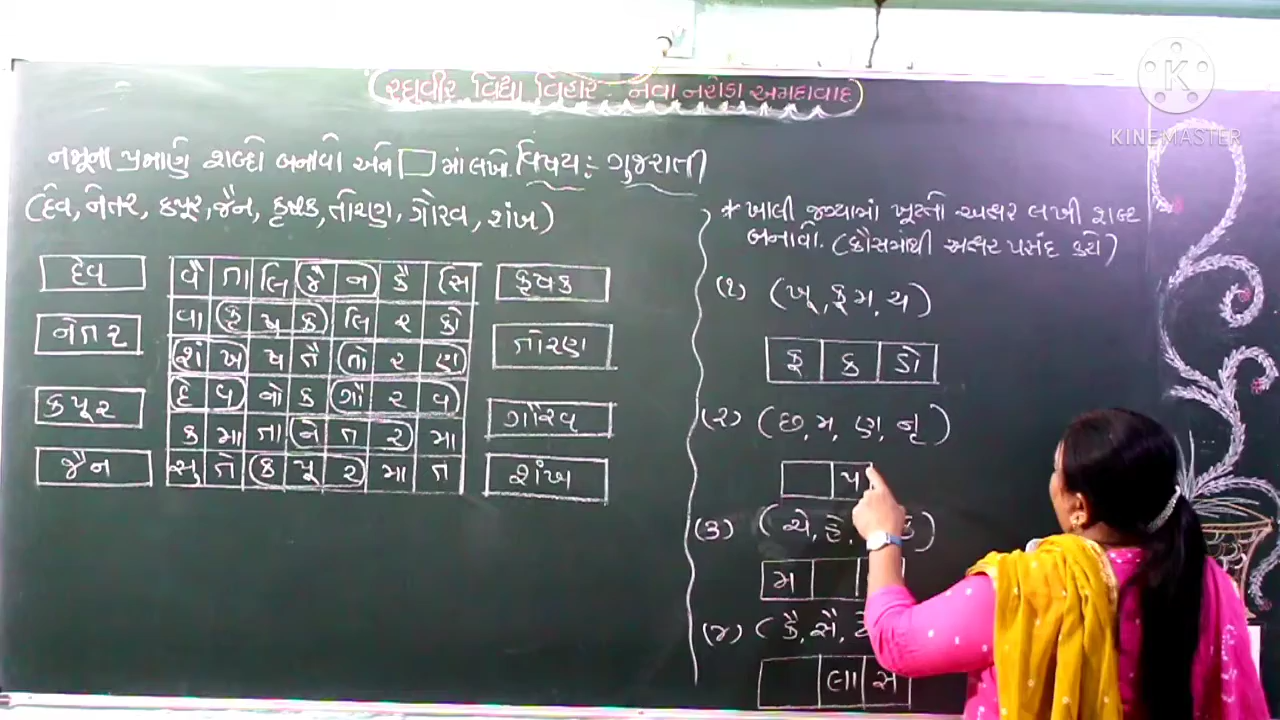 રઘુવીર વિદ્યા વિહાર - નવા નરોડા અમદાવાદ
K
KINEMASTER
નમૂના પ્રમાણે શબ્દો બનાવો અને માં લખો. વિષય:- ગુજરાતી
(દેવ, નેતર, કપૂર, જૈન, કૃષક, તોરણ, ગૌરવ, શંખ)
દેવ
નેતર
કપૂર
જૈન
વૈ તા લિ જૈ ન કૈ સિ
વા કૃ ષ ક લિ ર કો
શં ખ ષ તૈ તો ર ણ
દે વ નો ક ગૌ ર વ
ક મા તા ને ત ર મા
સુ તે ક પૂ ર મા ત
કૃષક
તોરણ
ગૌરવ
શંખ
* ખાલી જગ્યામાં ખૂટતો અક્ષર લખી શબ્દ
બનાવો. (કૌંસમાંથી અક્ષર પસંદ કરો)
(૧) (ખૂ, કૂ, મ, ય)
કૂ ક ડો
(૨) (છ, મ, ણ, નૃ)
પ
(૩) (ચે, હે,
મ
(૪) (કૈ, સૈ,
લા સ